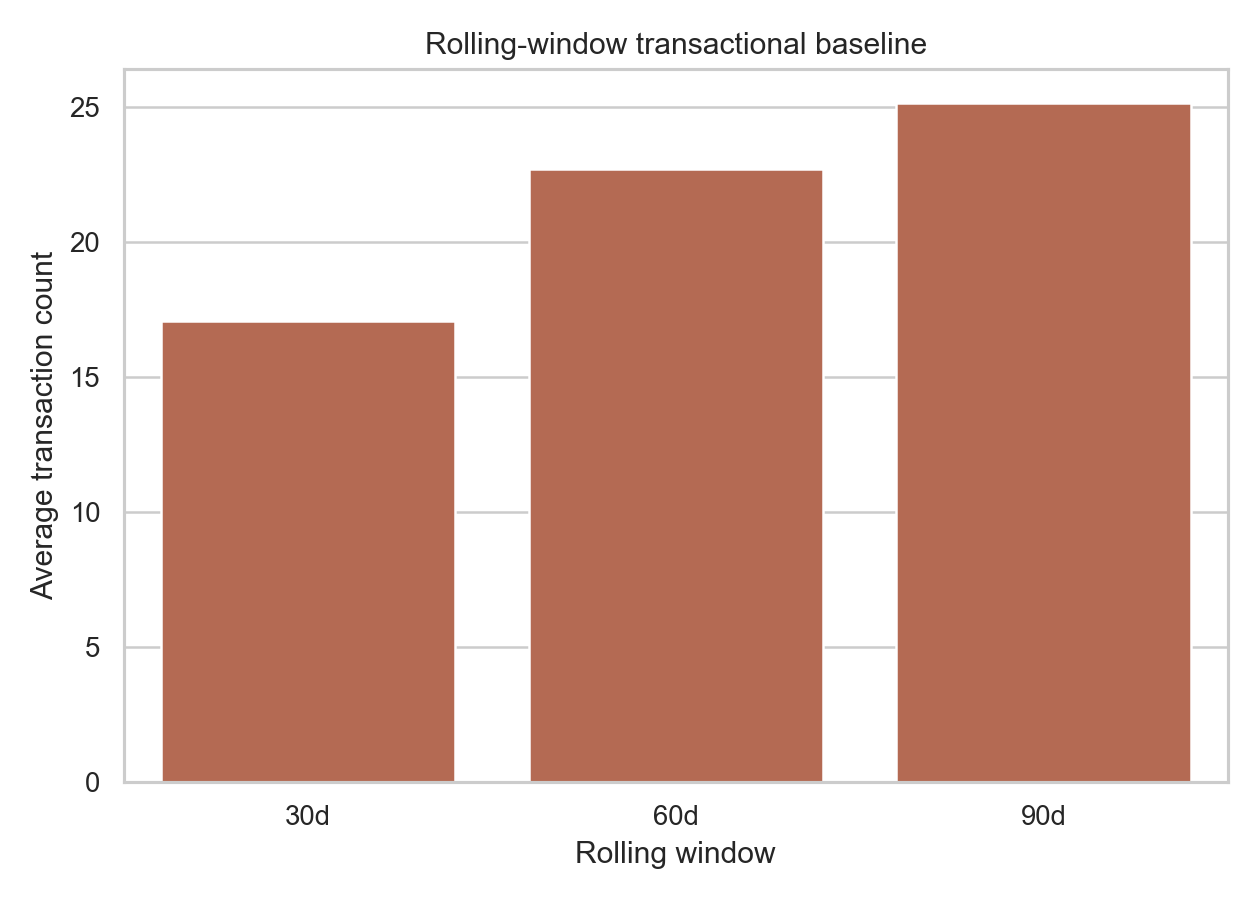 Rolling-window transactional baseline
Average transaction count
25
20
15
10
5
0
30d
60d
90d
Rolling window